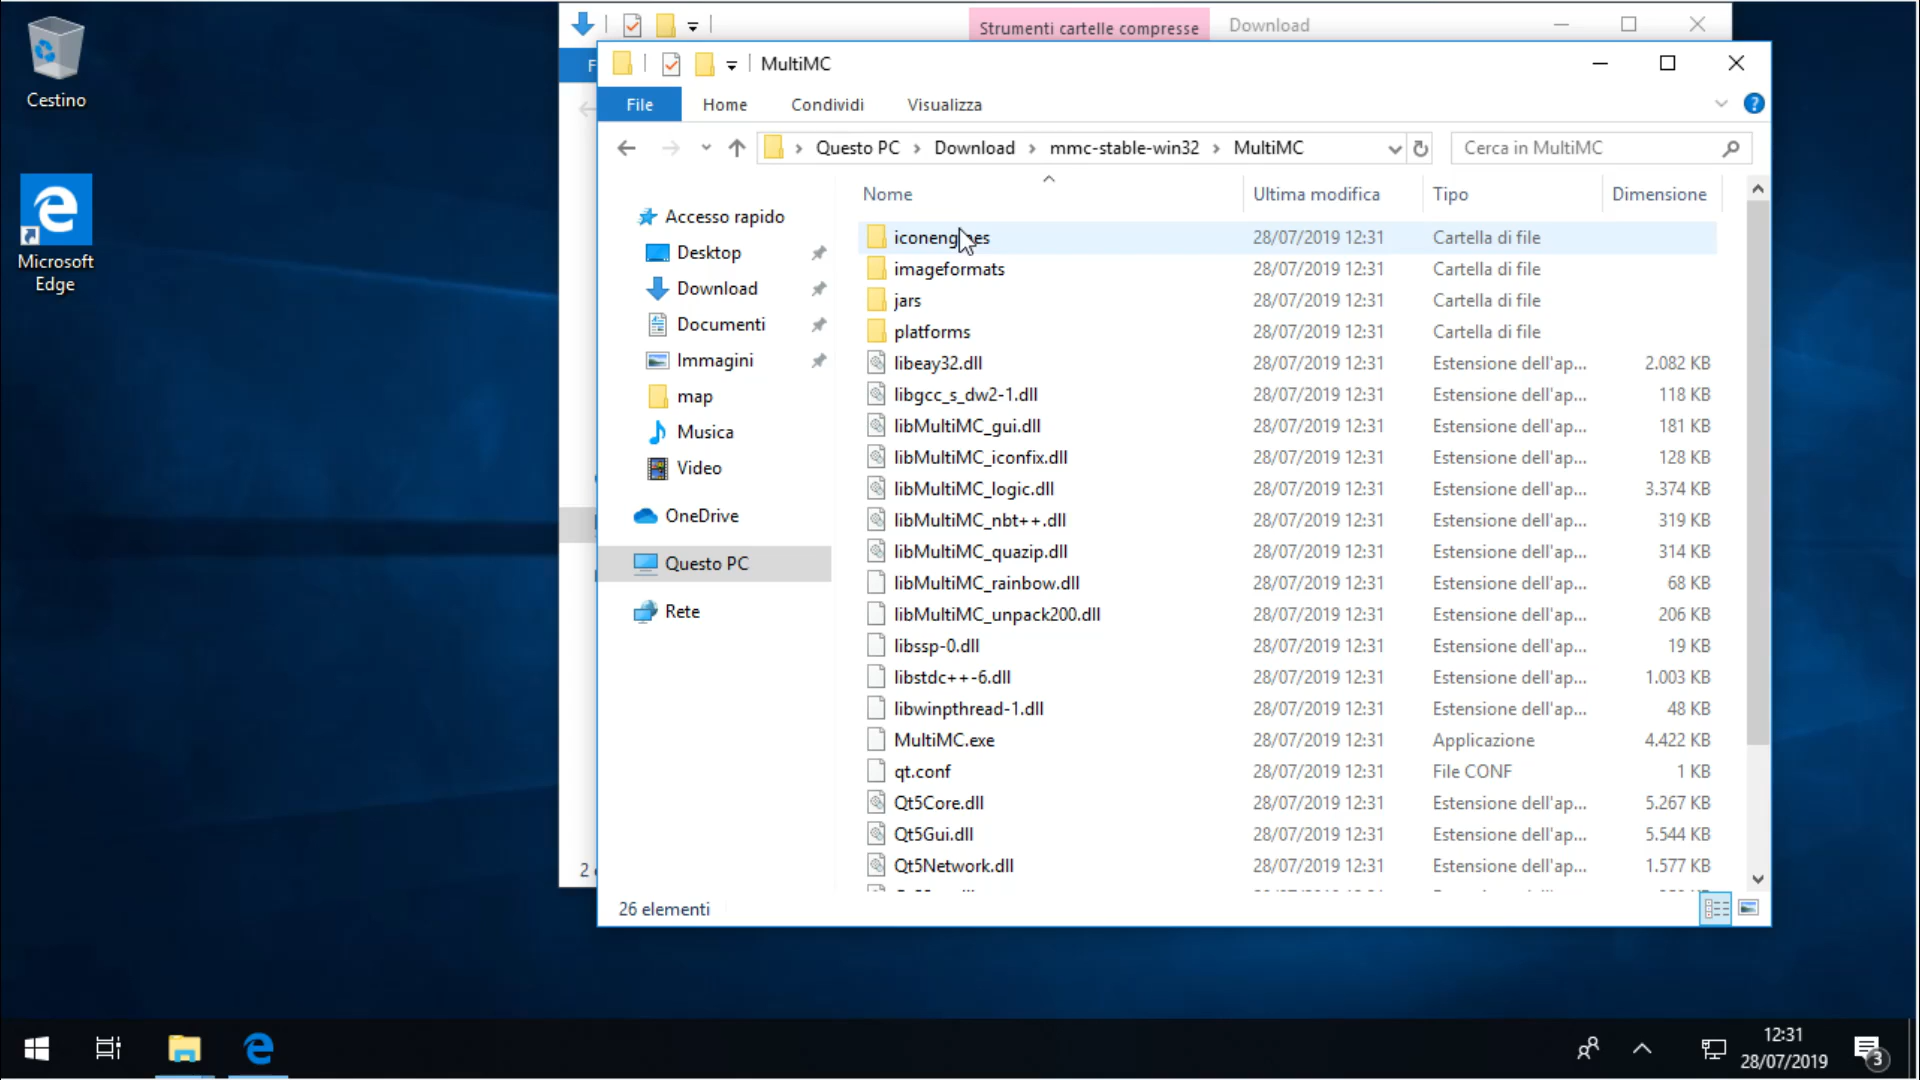 Cestino
Microsoft
Edge
Strumenti cartelle compresse
Download
MultiMC
File
Home
Condividi
Visualizza
Questo PC
Download
mmc-stable-win32
MultiMC
Cerca in MultiMC
Nome
Ultima modifica
Tipo
Dimensione
Accesso rapido
Desktop
Download
Documenti
Immagini
map
Musica
Video
OneDrive
Questo PC
Rete
28/07/2019 12:31 Cartella di file
imageformats 28/07/2019 12:31 Cartella di file
jars 28/07/2019 12:31 Cartella di file
platforms 28/07/2019 12:31 Cartella di file
libeay32.dll 28/07/2019 12:31 Estensione dell'ap... 2.082 KB
libgcc_s_dw2-1.dll 28/07/2019 12:31 Estensione dell'ap... 118 KB
libMultiMC_gui.dll 28/07/2019 12:31 Estensione dell'ap... 181 KB
libMultiMC_iconfix.dll 28/07/2019 12:31 Estensione dell'ap... 128 KB
libMultiMC_logic.dll 28/07/2019 12:31 Estensione dell'ap... 3.374 KB
libMultiMC_nbt++.dll 28/07/2019 12:31 Estensione dell'ap... 319 KB
libMultiMC_quazip.dll 28/07/2019 12:31 Estensione dell'ap... 314 KB
libMultiMC_rainbow.dll 28/07/2019 12:31 Estensione dell'ap... 68 KB
libMultiMC_unpack200.dll 28/07/2019 12:31 Estensione dell'ap... 206 KB
libssp-0.dll 28/07/2019 12:31 Estensione dell'ap... 19 KB
libstdc++-6.dll 28/07/2019 12:31 Estensione dell'ap... 1.003 KB
libwinpthread-1.dll 28/07/2019 12:31 Estensione dell'ap... 48 KB
MultiMC.exe 28/07/2019 12:31 Applicazione 4.422 KB
qt.conf 28/07/2019 12:31 File CONF 1 KB
Qt5Core.dll 28/07/2019 12:31 Estensione dell'ap... 5.267 KB
Qt5Gui.dll 28/07/2019 12:31 Estensione dell'ap... 5.544 KB
Qt5Network.dll 28/07/2019 12:31 Estensione dell'ap... 1.577 KB
26 elementi
12:31
28/07/2019
3